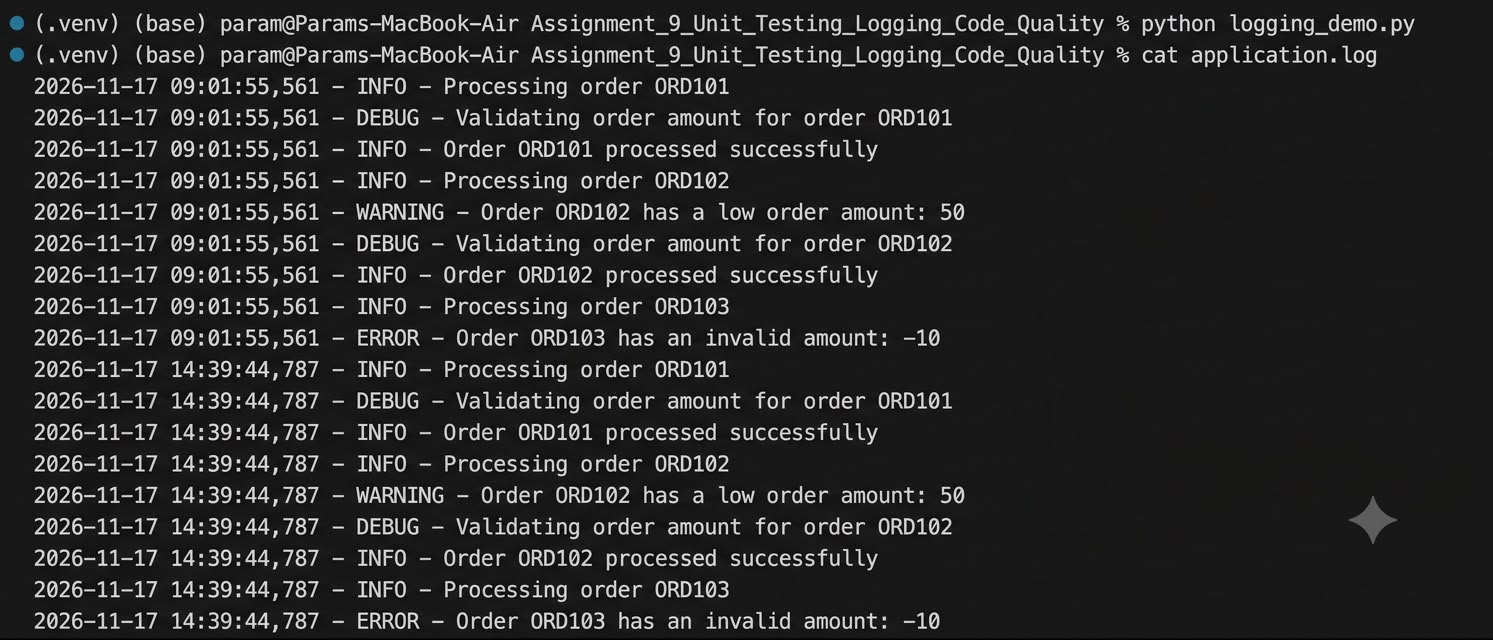 (.venv) (base) param@Params-MacBook-Air Assignment_9_Unit_Testing_Logging_Code_Quality % python logging_demo.py
(.venv) (base) param@Params-MacBook-Air Assignment_9_Unit_Testing_Logging_Code_Quality % cat application.log
2026-11-17 09:01:55,561 - INFO - Processing order ORD101
2026-11-17 09:01:55,561 - DEBUG - Validating order amount for order ORD101
2026-11-17 09:01:55,561 - INFO - Order ORD101 processed successfully
2026-11-17 09:01:55,561 - INFO - Processing order ORD102
2026-11-17 09:01:55,561 - WARNING - Order ORD102 has a low order amount: 50
2026-11-17 09:01:55,561 - DEBUG - Validating order amount for order ORD102
2026-11-17 09:01:55,561 - INFO - Order ORD102 processed successfully
2026-11-17 09:01:55,561 - INFO - Processing order ORD103
2026-11-17 09:01:55,561 - ERROR - Order ORD103 has an invalid amount: -10
2026-11-17 14:39:44,787 - INFO - Processing order ORD101
2026-11-17 14:39:44,787 - DEBUG - Validating order amount for order ORD101
2026-11-17 14:39:44,787 - INFO - Order ORD101 processed successfully
2026-11-17 14:39:44,787 - INFO - Processing order ORD102
2026-11-17 14:39:44,787 - WARNING - Order ORD102 has a low order amount: 50
2026-11-17 14:39:44,787 - DEBUG - Validating order amount for order ORD102
2026-11-17 14:39:44,787 - INFO - Order ORD102 processed successfully
2026-11-17 14:39:44,787 - INFO - Processing order ORD103
2026-11-17 14:39:44,787 - ERROR - Order ORD103 has an invalid amount: -10